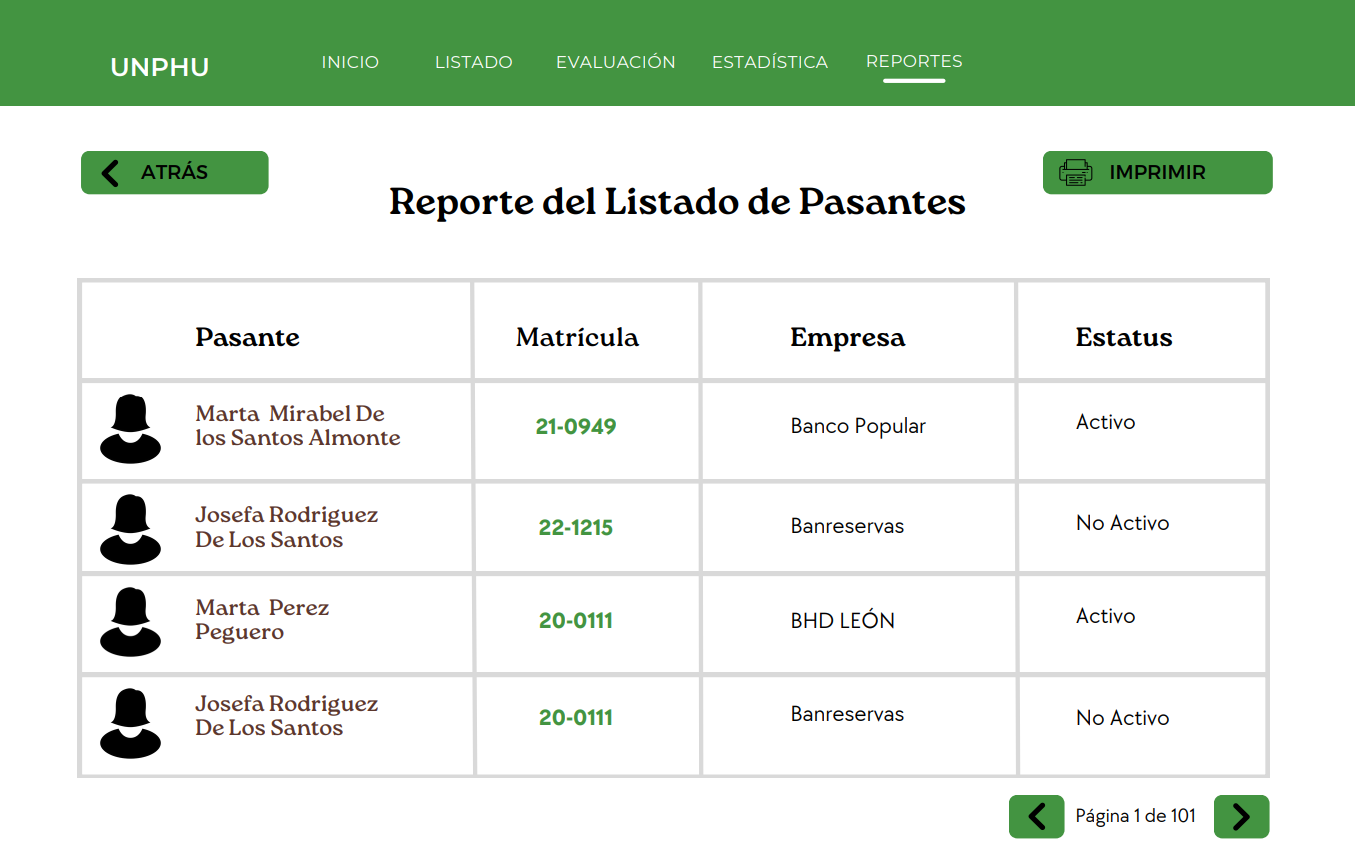 UNPHU INICIO LISTADO EVALUACIÓN ESTADÍSTICA REPORTES
ATRÁS
IMPRIMIR
Reporte del Listado de Pasantes
Pasante Matrícula Empresa Estatus
Marta Mirabel De
los Santos Almonte
21-0949
Banco Popular
Activo
Josefa Rodriguez
De Los Santos
22-1215
Banreservas
No Activo
Marta Perez
Peguero
20-0111
BHD LEÓN
Activo
Josefa Rodriguez
De Los Santos
20-0111
Banreservas
No Activo
Página 1 de 101